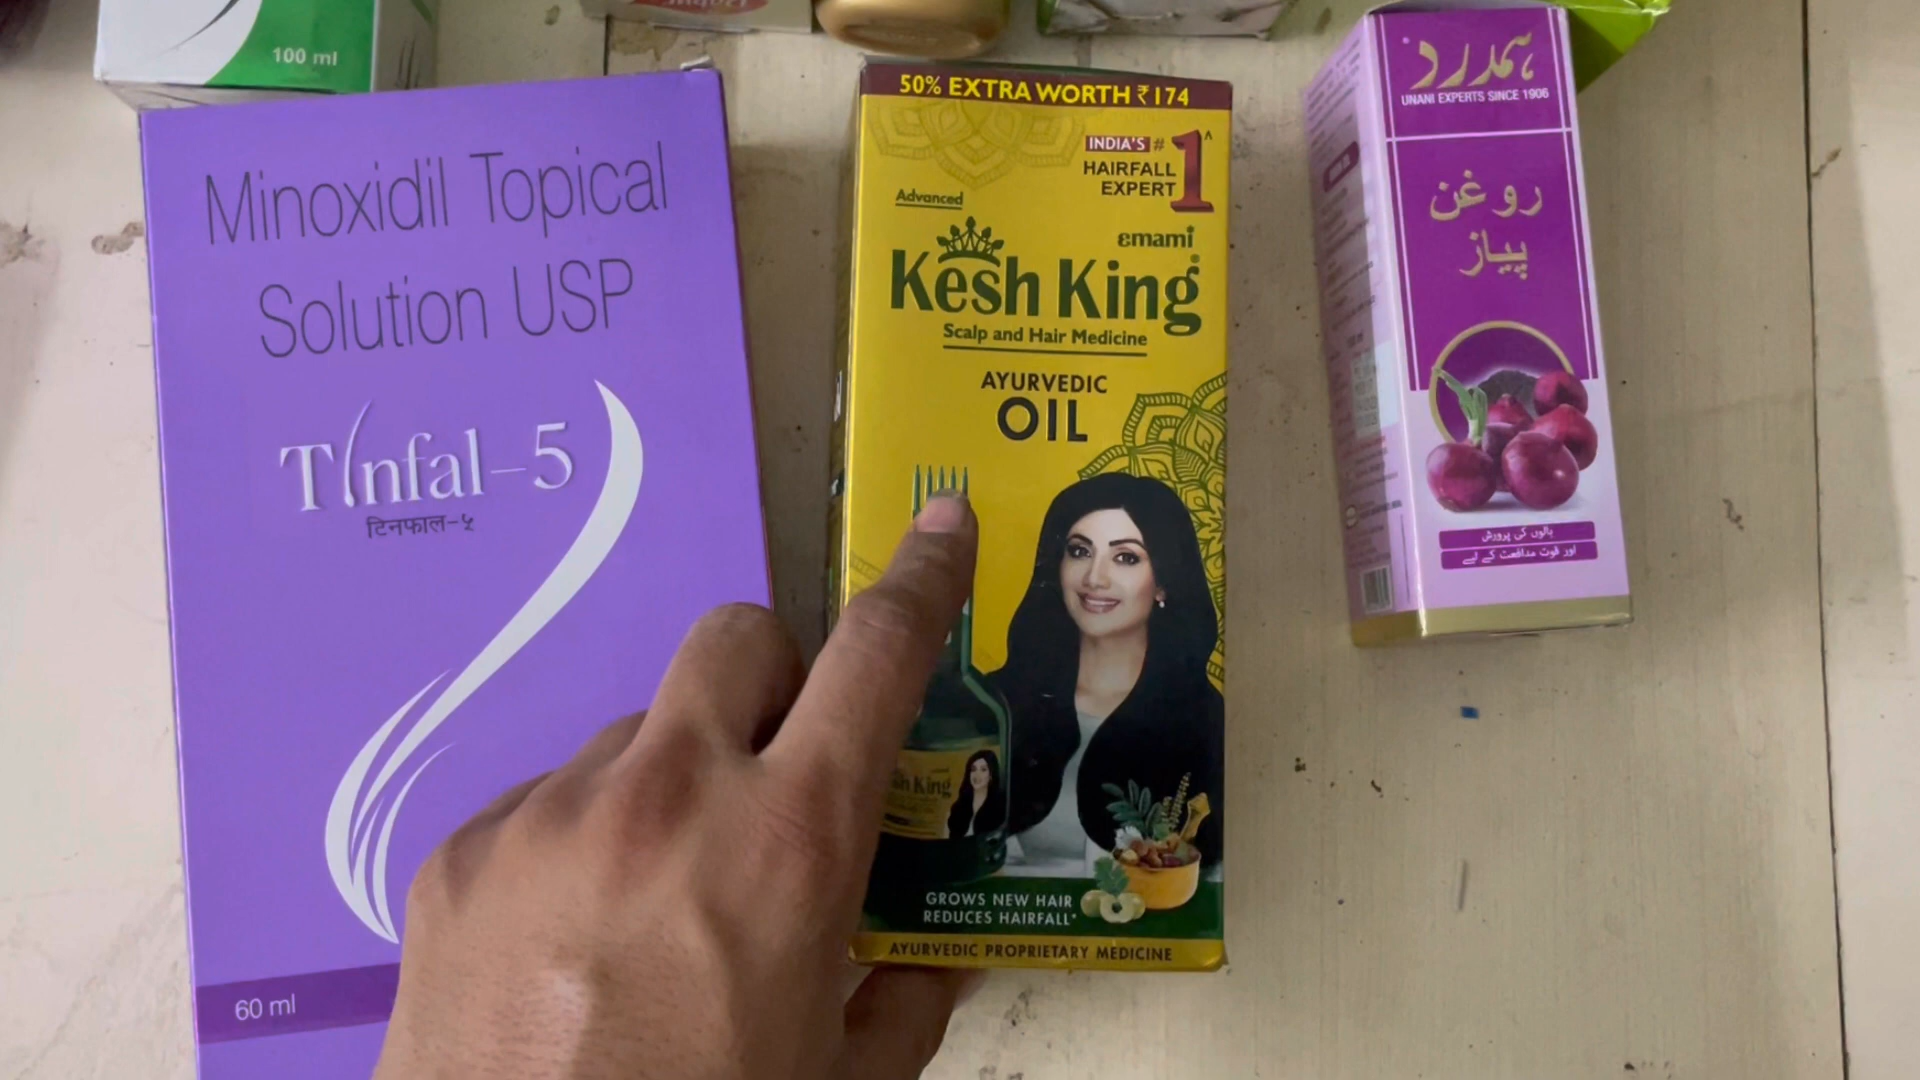 100 ml
Minoxidil Topical
Solution USP
Tinfal-5
टिनफाल-५
60 ml
50% EXTRA WORTH ₹174
INDIA'S #1^
HAIRFALL
EXPERT
Advanced
emami
Kesh King
Scalp and Hair Medicine
AYURVEDIC
OIL
GROWS NEW HAIR
REDUCES HAIRFALL*
AYURVEDIC PROPRIETARY MEDICINE
ہمدرد
UNANI EXPERTS SINCE 1906
روغن
پیاز
بالوں کی پرورش
اور قوت مدافعت کے لیے